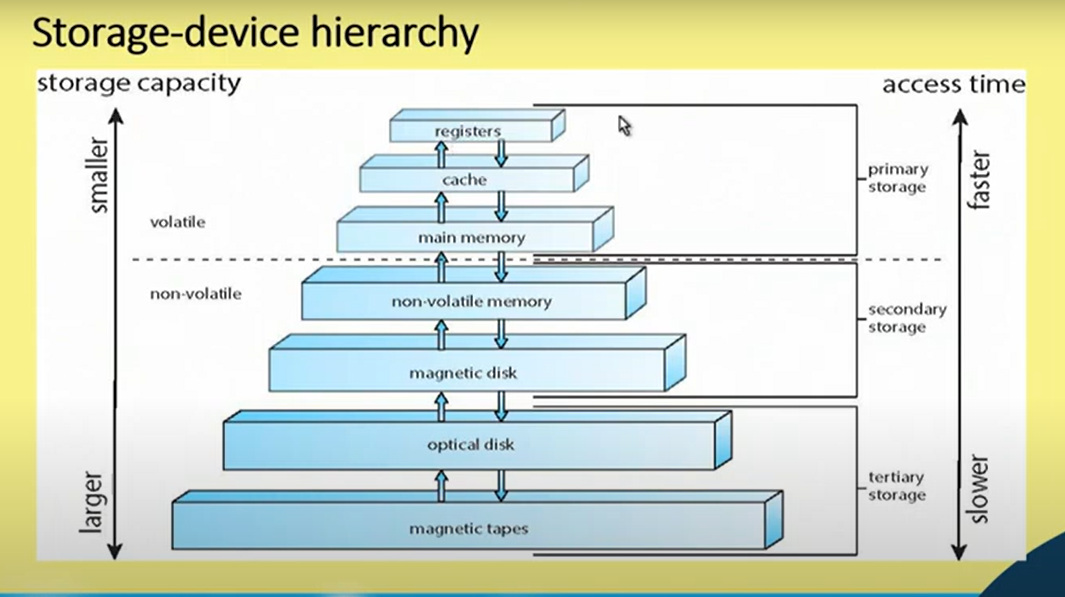 Storage-device hierarchy
storage capacity
access time
smaller
larger
volatile
non-volatile
registers
cache
main memory
non-volatile memory
magnetic disk
optical disk
magnetic tapes
primary
storage
secondary
storage
tertiary
storage
faster
slower